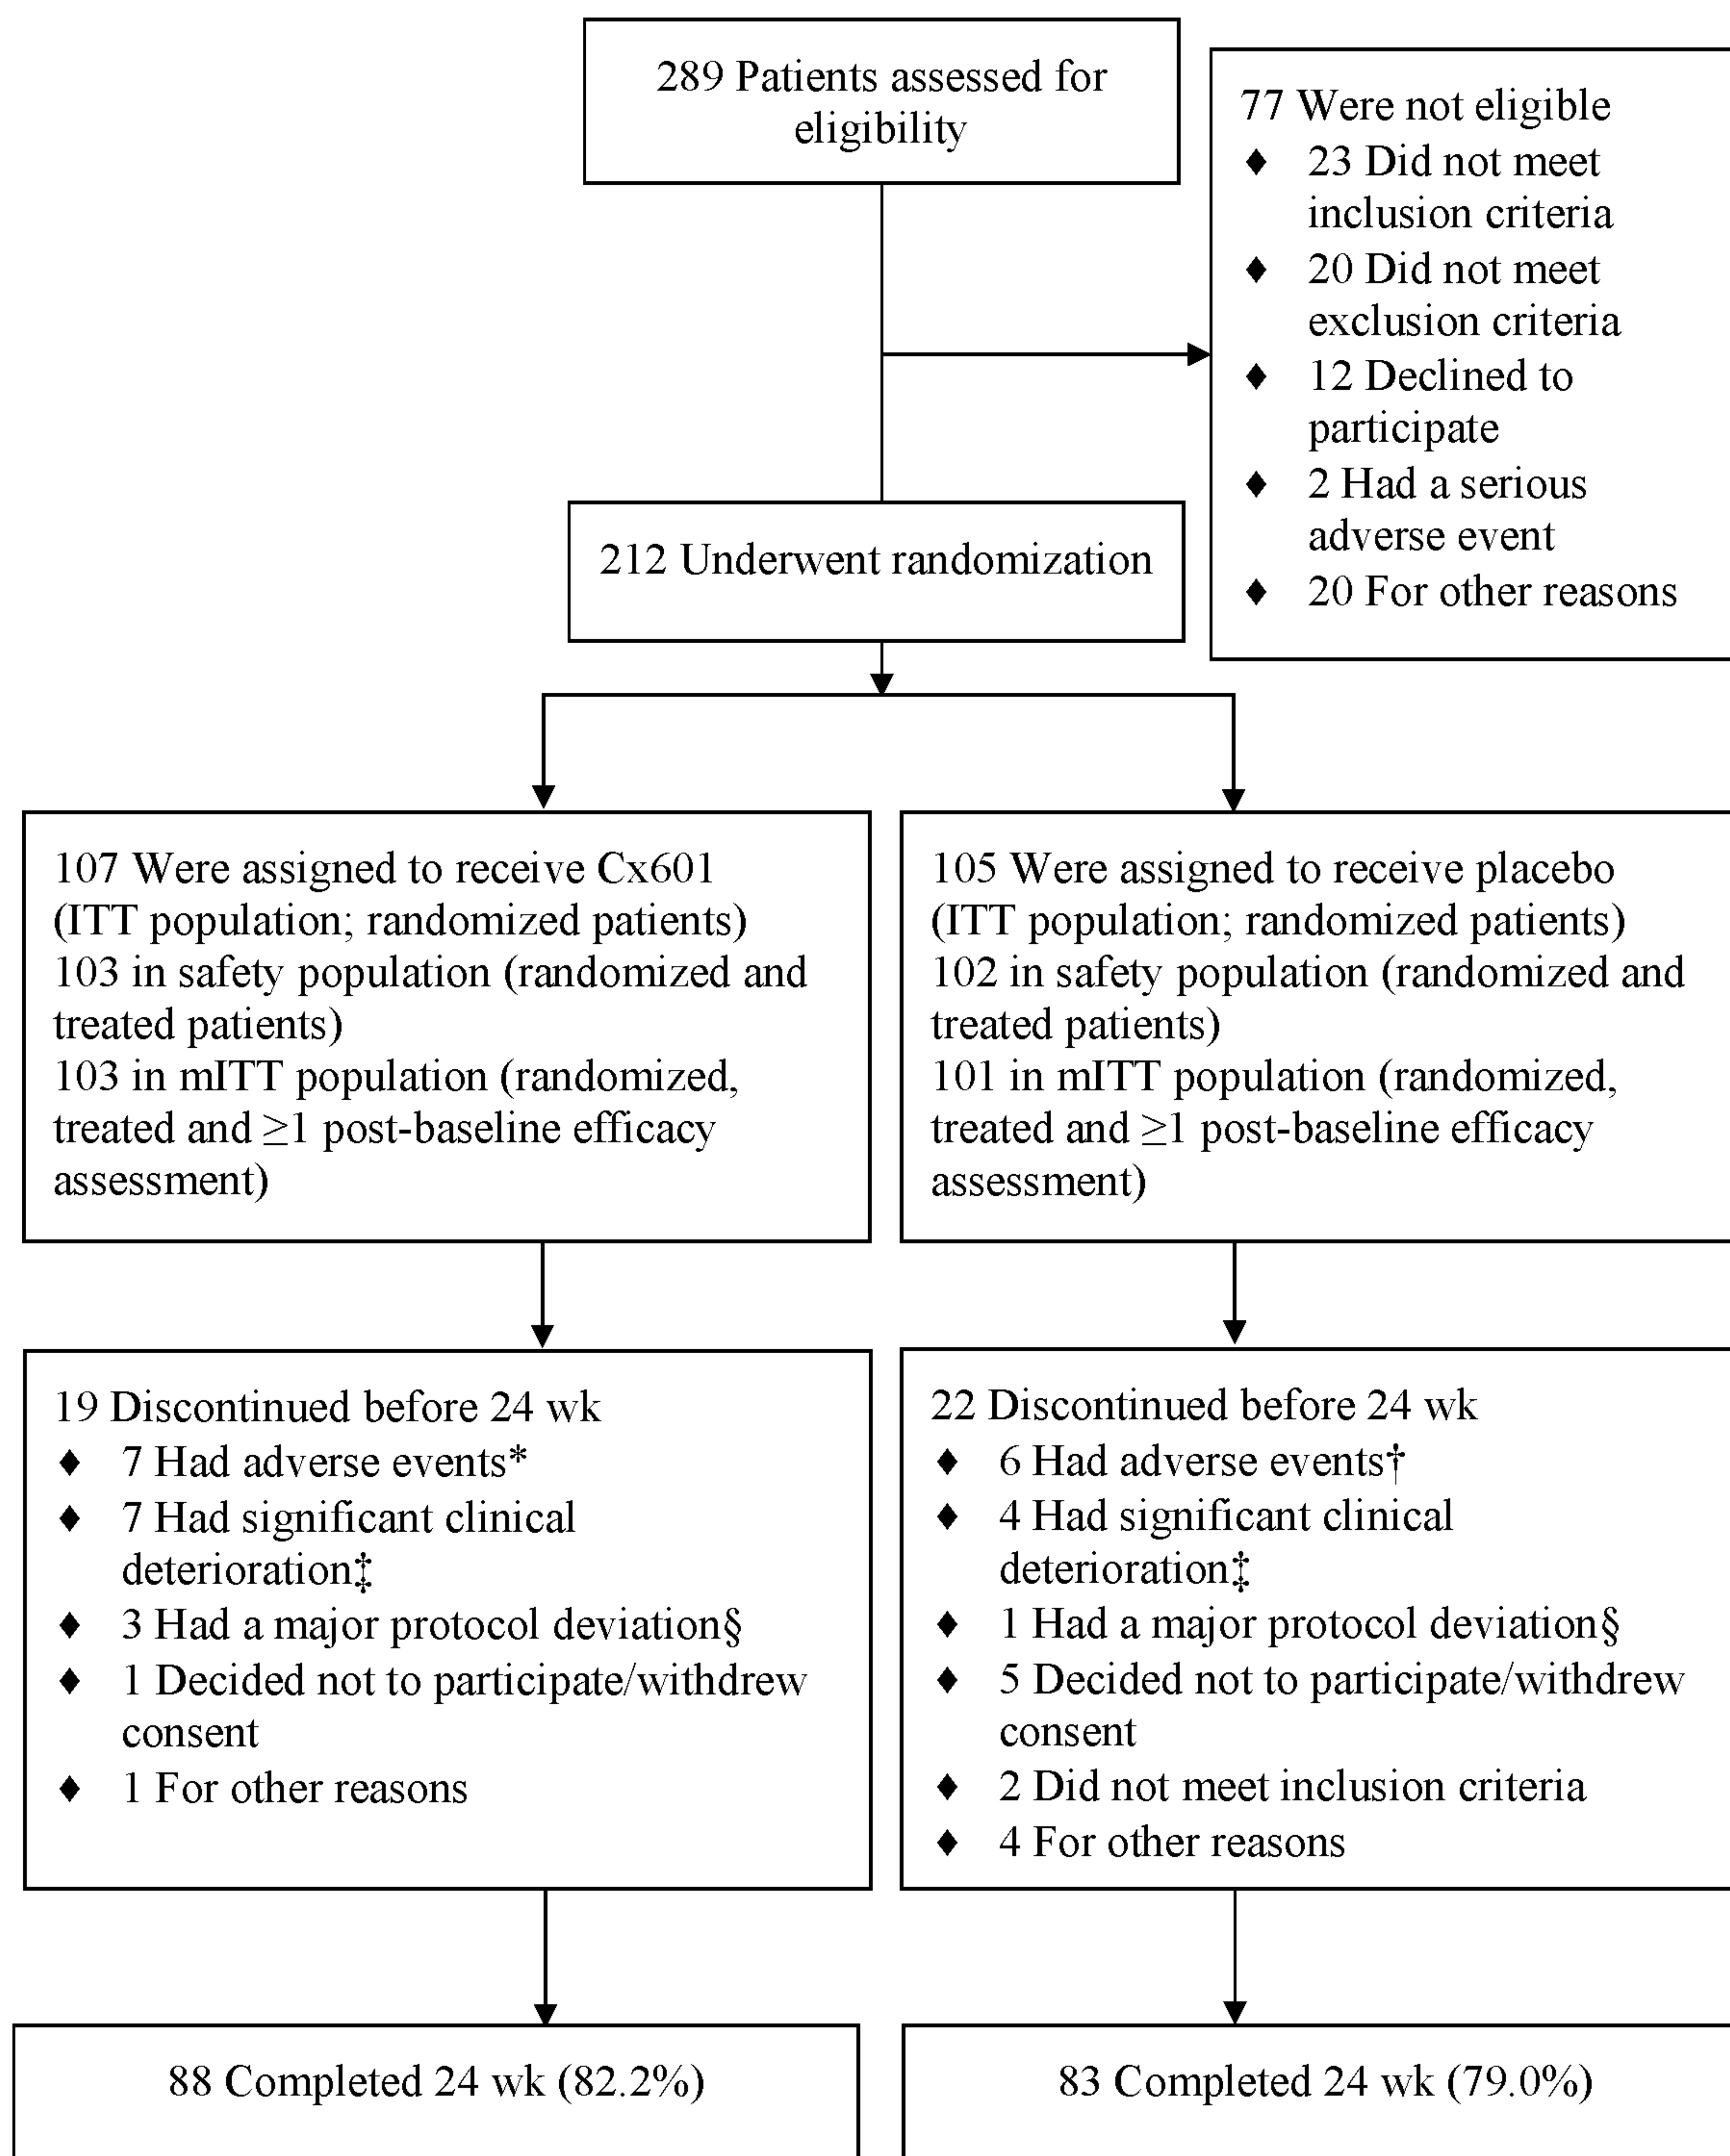 289 Patients assessed for
eligibility
77 Were not eligible
♦ 23 Did not meet
inclusion criteria
♦ 20 Did not meet
exclusion criteria
♦ 12 Declined to
participate
♦ 2 Had a serious
adverse event
♦ 20 For other reasons
212 Underwent randomization
107 Were assigned to receive Cx601
(ITT population; randomized patients)
103 in safety population (randomized and
treated patients)
103 in mITT population (randomized,
treated and ≥1 post-baseline efficacy
assessment)
105 Were assigned to receive placebo
(ITT population; randomized patients)
102 in safety population (randomized and
treated patients)
101 in mITT population (randomized,
treated and ≥1 post-baseline efficacy
assessment)
19 Discontinued before 24 wk
♦ 7 Had adverse events*
♦ 7 Had significant clinical
deterioration‡
♦ 3 Had a major protocol deviation§
♦ 1 Decided not to participate/withdrew
consent
♦ 1 For other reasons
22 Discontinued before 24 wk
♦ 6 Had adverse events†
♦ 4 Had significant clinical
deterioration‡
♦ 1 Had a major protocol deviation§
♦ 5 Decided not to participate/withdrew
consent
♦ 2 Did not meet inclusion criteria
♦ 4 For other reasons
88 Completed 24 wk (82.2%)
83 Completed 24 wk (79.0%)